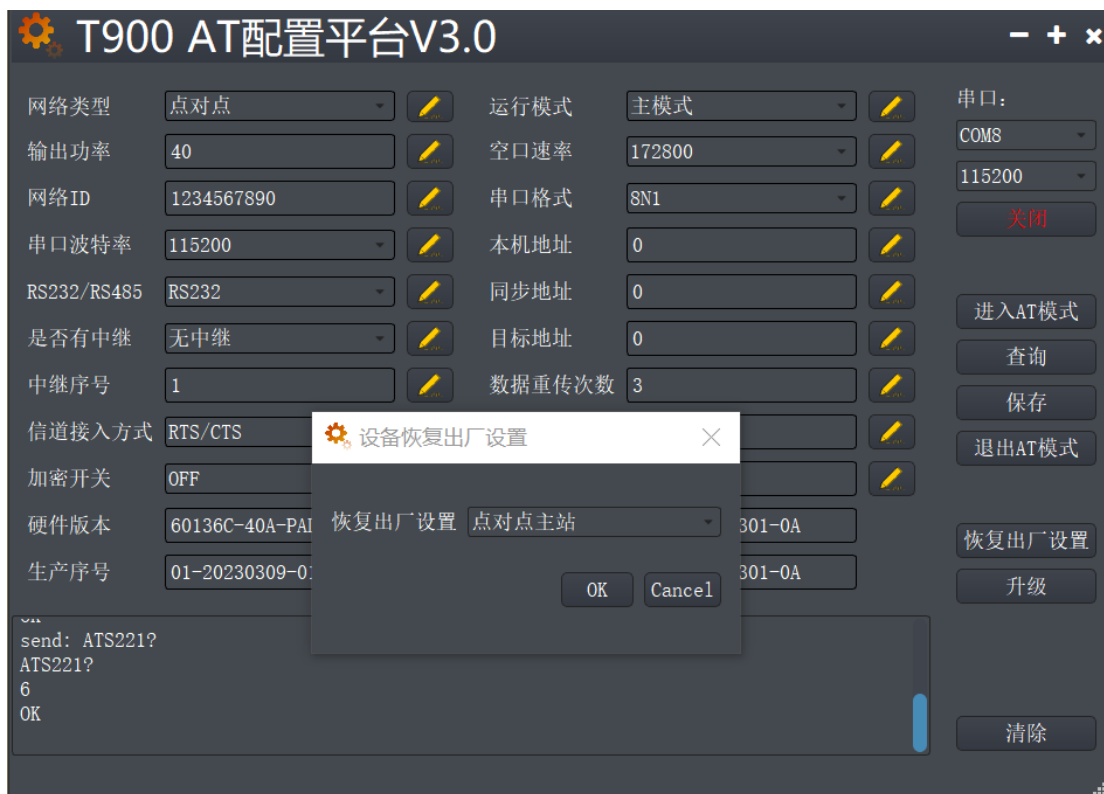 T900 AT配置平台V3.0
网络类型 点对点 运行模式 主模式
输出功率 40 空口速率 172800
网络ID 1234567890 串口格式 8N1
串口波特率 115200 本机地址 0
RS232/RS485 RS232 同步地址 0
是否有中继 无中继 目标地址 0
中继序号 1 数据重传次数 3
信道接入方式 RTS/CTS
加密开关 OFF
硬件版本 60136C-40A-PA 301-0A
生产序号 01-20230309-01 301-0A
串口:
COM8
115200
关闭
进入AT模式
查询
保存
退出AT模式
恢复出厂设置
升级
清除
设备恢复出厂设置
恢复出厂设置 点对点主站
OK Cancel
send: ATS221?
ATS221?
6
OK